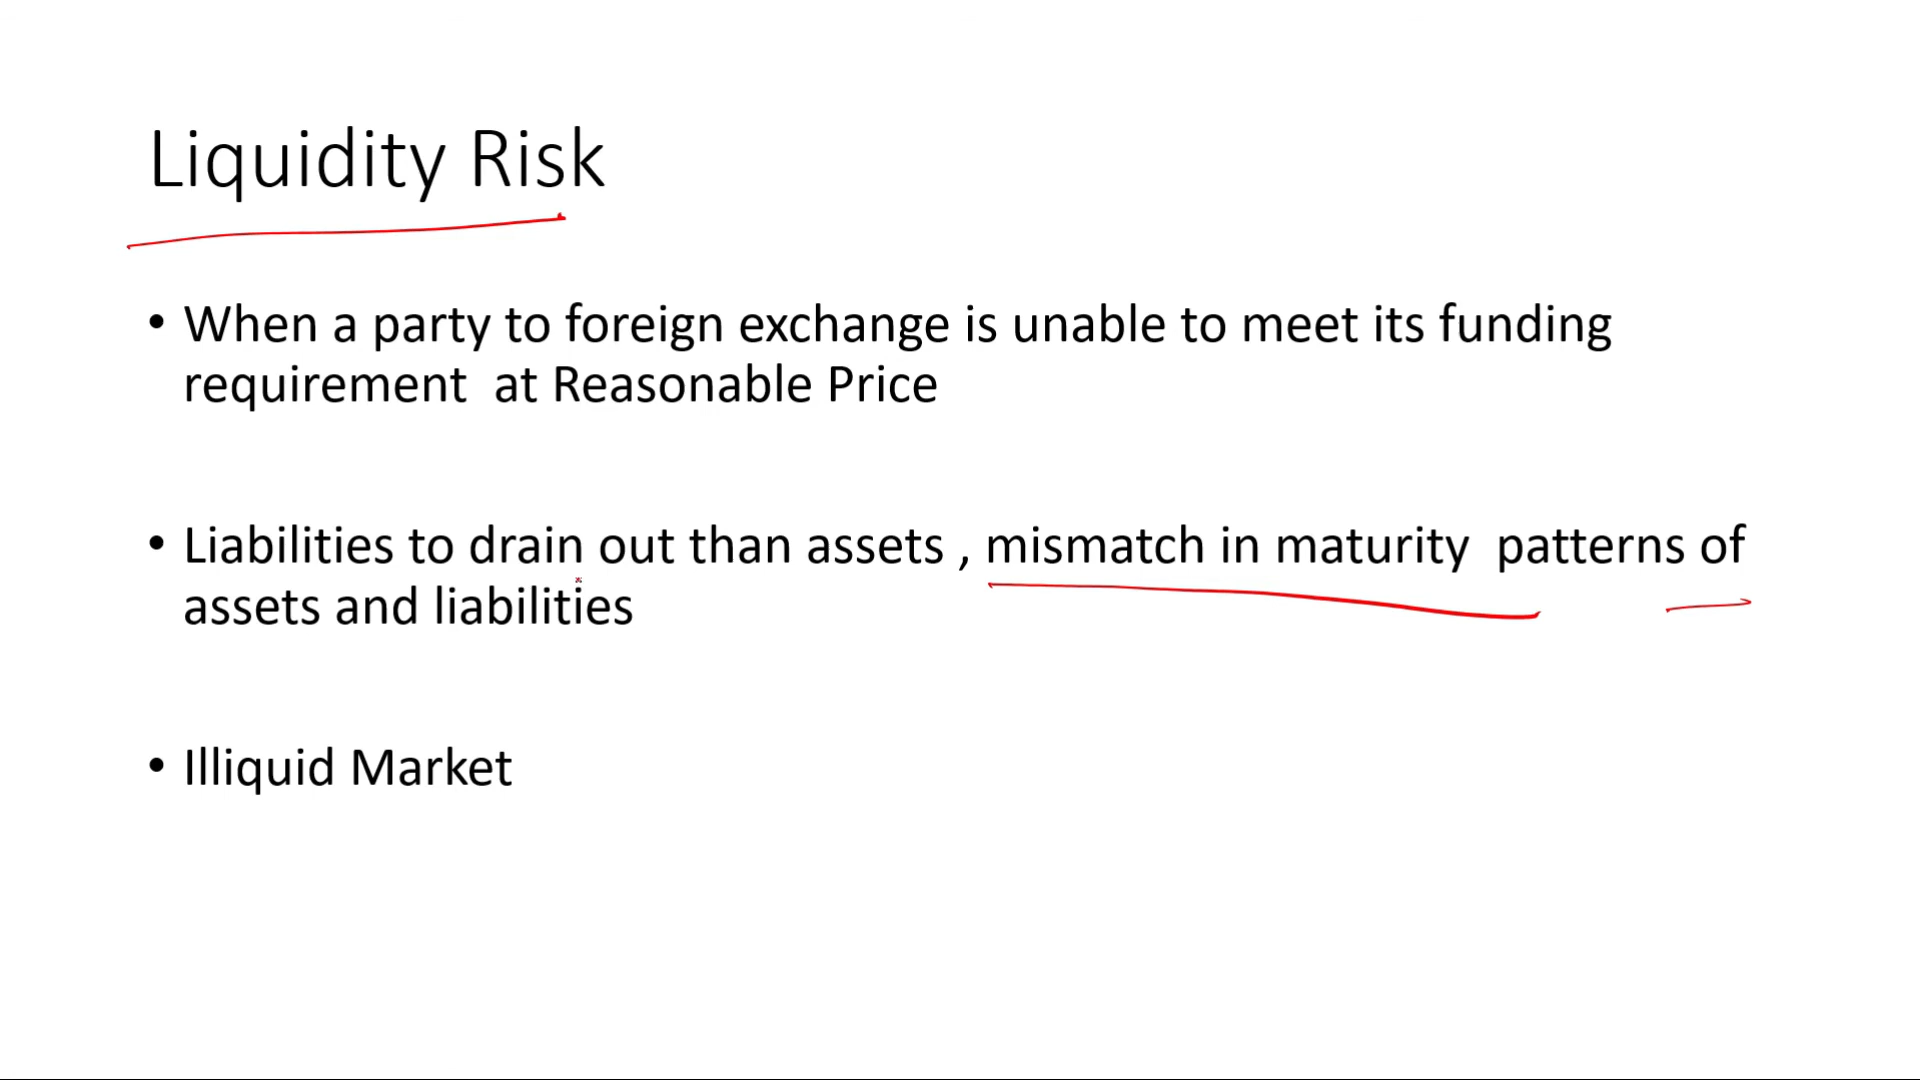 Liquidity Risk
• When a party to foreign exchange is unable to meet its funding
requirement at Reasonable Price
• Liabilities to drain out than assets , mismatch in maturity patterns of
assets and liabilities
• Illiquid Market